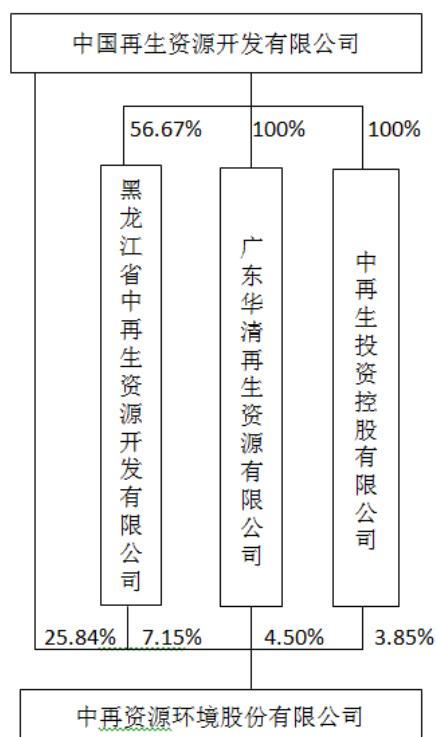 中国再生资源开发有限公司
56.67% 100% 100%
黑龙江省中再生资源开发有限公司
广东华清再生资源有限公司
中再生投资控股有限公司
25.84% 7.15% 4.50% 3.85%
中再资源环境股份有限公司